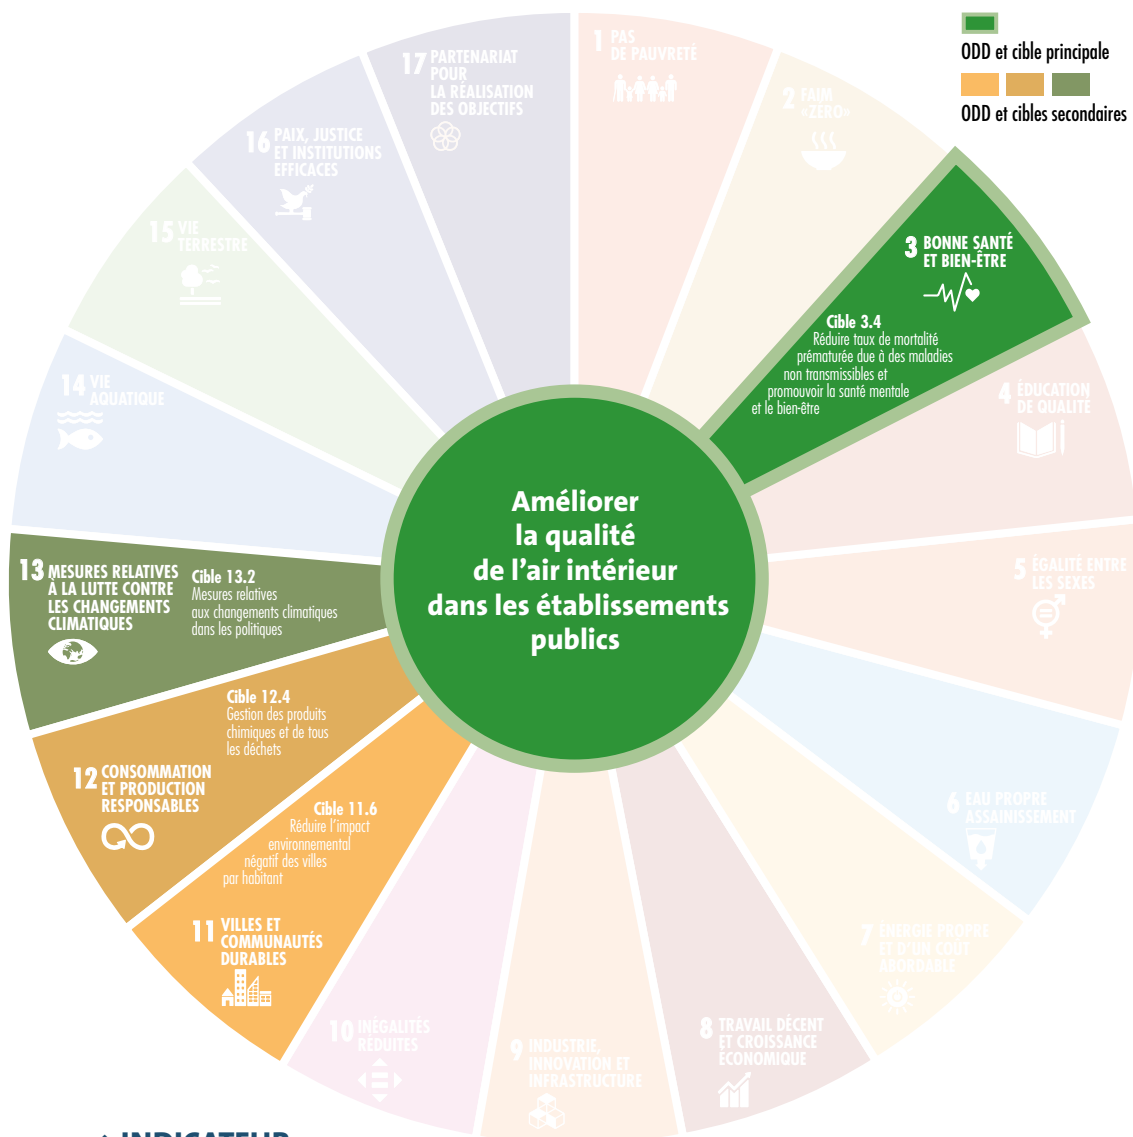 ODD et cible principale
ODD et cibles secondaires
1 PAS
DE PAUVRETÉ
2 FAIM
«ZÉRO»
3 BONNE SANTÉ
ET BIEN-ÊTRE
Cible 3.4
Réduire taux de mortalité
prématurée due à des maladies
non transmissibles et
promouvoir la santé mentale
et le bien-être
4 ÉDUCATION
DE QUALITÉ
5 ÉGALITÉ ENTRE
LES SEXES
6 EAU PROPRE
ASSAINISSEMENT
7 ÉNERGIE PROPRE
ET D'UN COÛT
ABORDABLE
8 TRAVAIL DÉCENT
ET CROISSANCE
ÉCONOMIQUE
9 INDUSTRIE,
INNOVATION ET
INFRASTRUCTURE
10 INÉGALITÉS
RÉDUITES
11 VILLES ET
COMMUNAUTÉS
DURABLES
Cible 11.6
Réduire l'impact
environnemental
négatif des villes
par habitant
12 CONSOMMATION
ET PRODUCTION
RESPONSABLES
Cible 12.4
Gestion des produits
chimiques et de tous
les déchets
13 MESURES RELATIVES
À LA LUTTE CONTRE
LES CHANGEMENTS
CLIMATIQUES
Cible 13.2
Mesures relatives
aux changements climatiques
dans les politiques
14 VIE
AQUATIQUE
15 VIE
TERRESTRE
16 PAIX, JUSTICE
ET INSTITUTIONS
EFFICACES
17 PARTENARIAT
POUR
LA RÉALISATION
DES OBJECTIFS
Améliorer
la qualité
de l'air intérieur
dans les établissements
publics
INDICATEUR